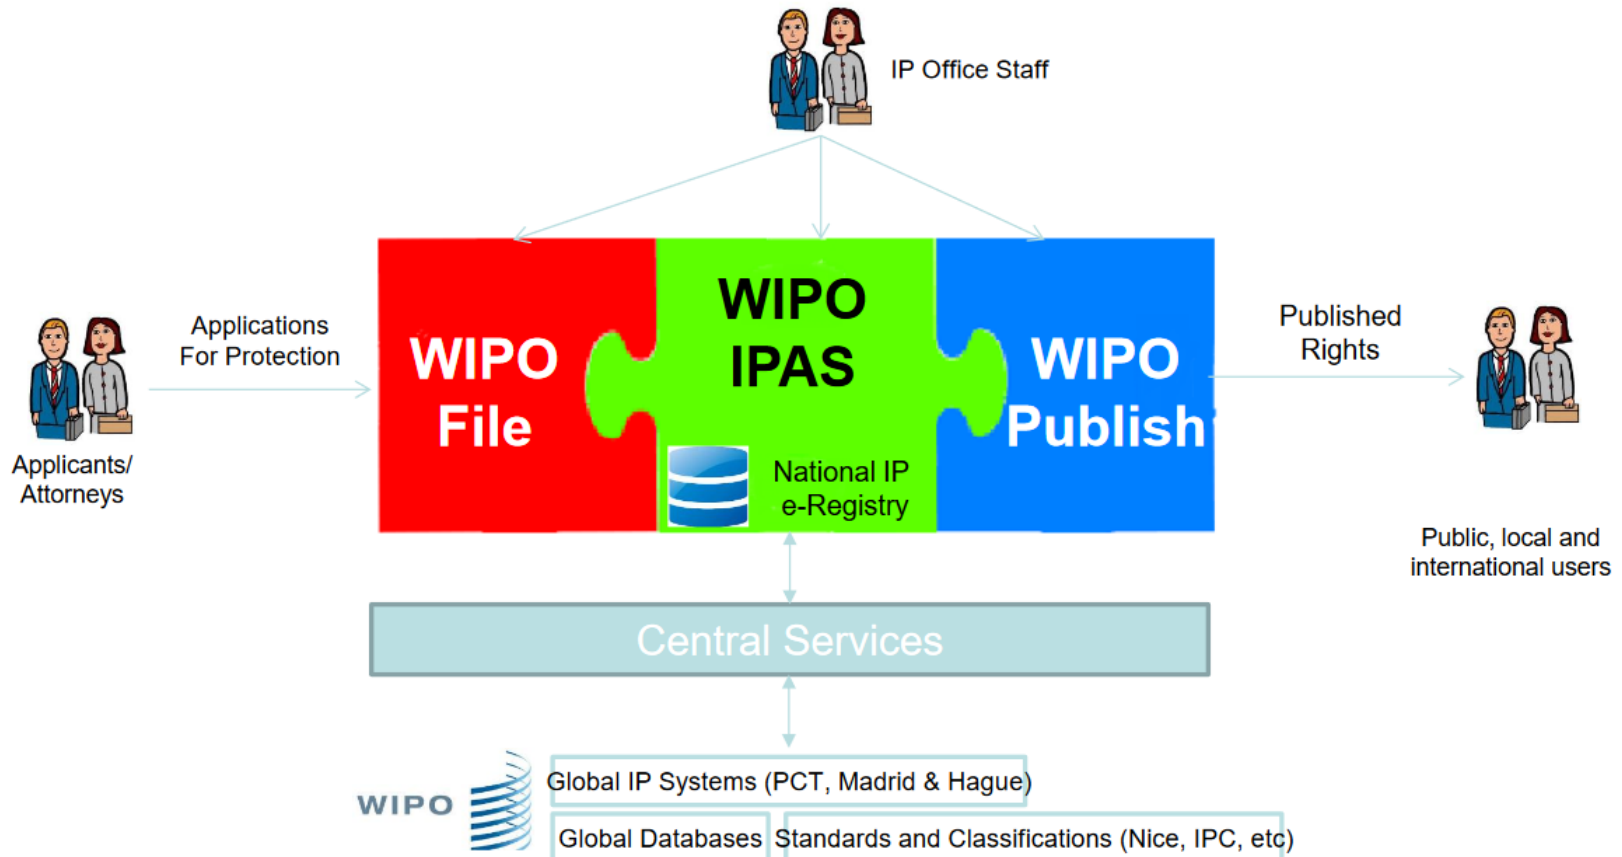 IP Office Staff
Applications
For Protection
Applicants/
Attorneys
WIPO
File
WIPO
IPAS
National IP
e-Registry
WIPO
Publish
Published
Rights
Public, local and
international users
Central Services
WIPO
Global IP Systems (PCT, Madrid & Hague)
Global Databases
Standards and Classifications (Nice, IPC, etc)